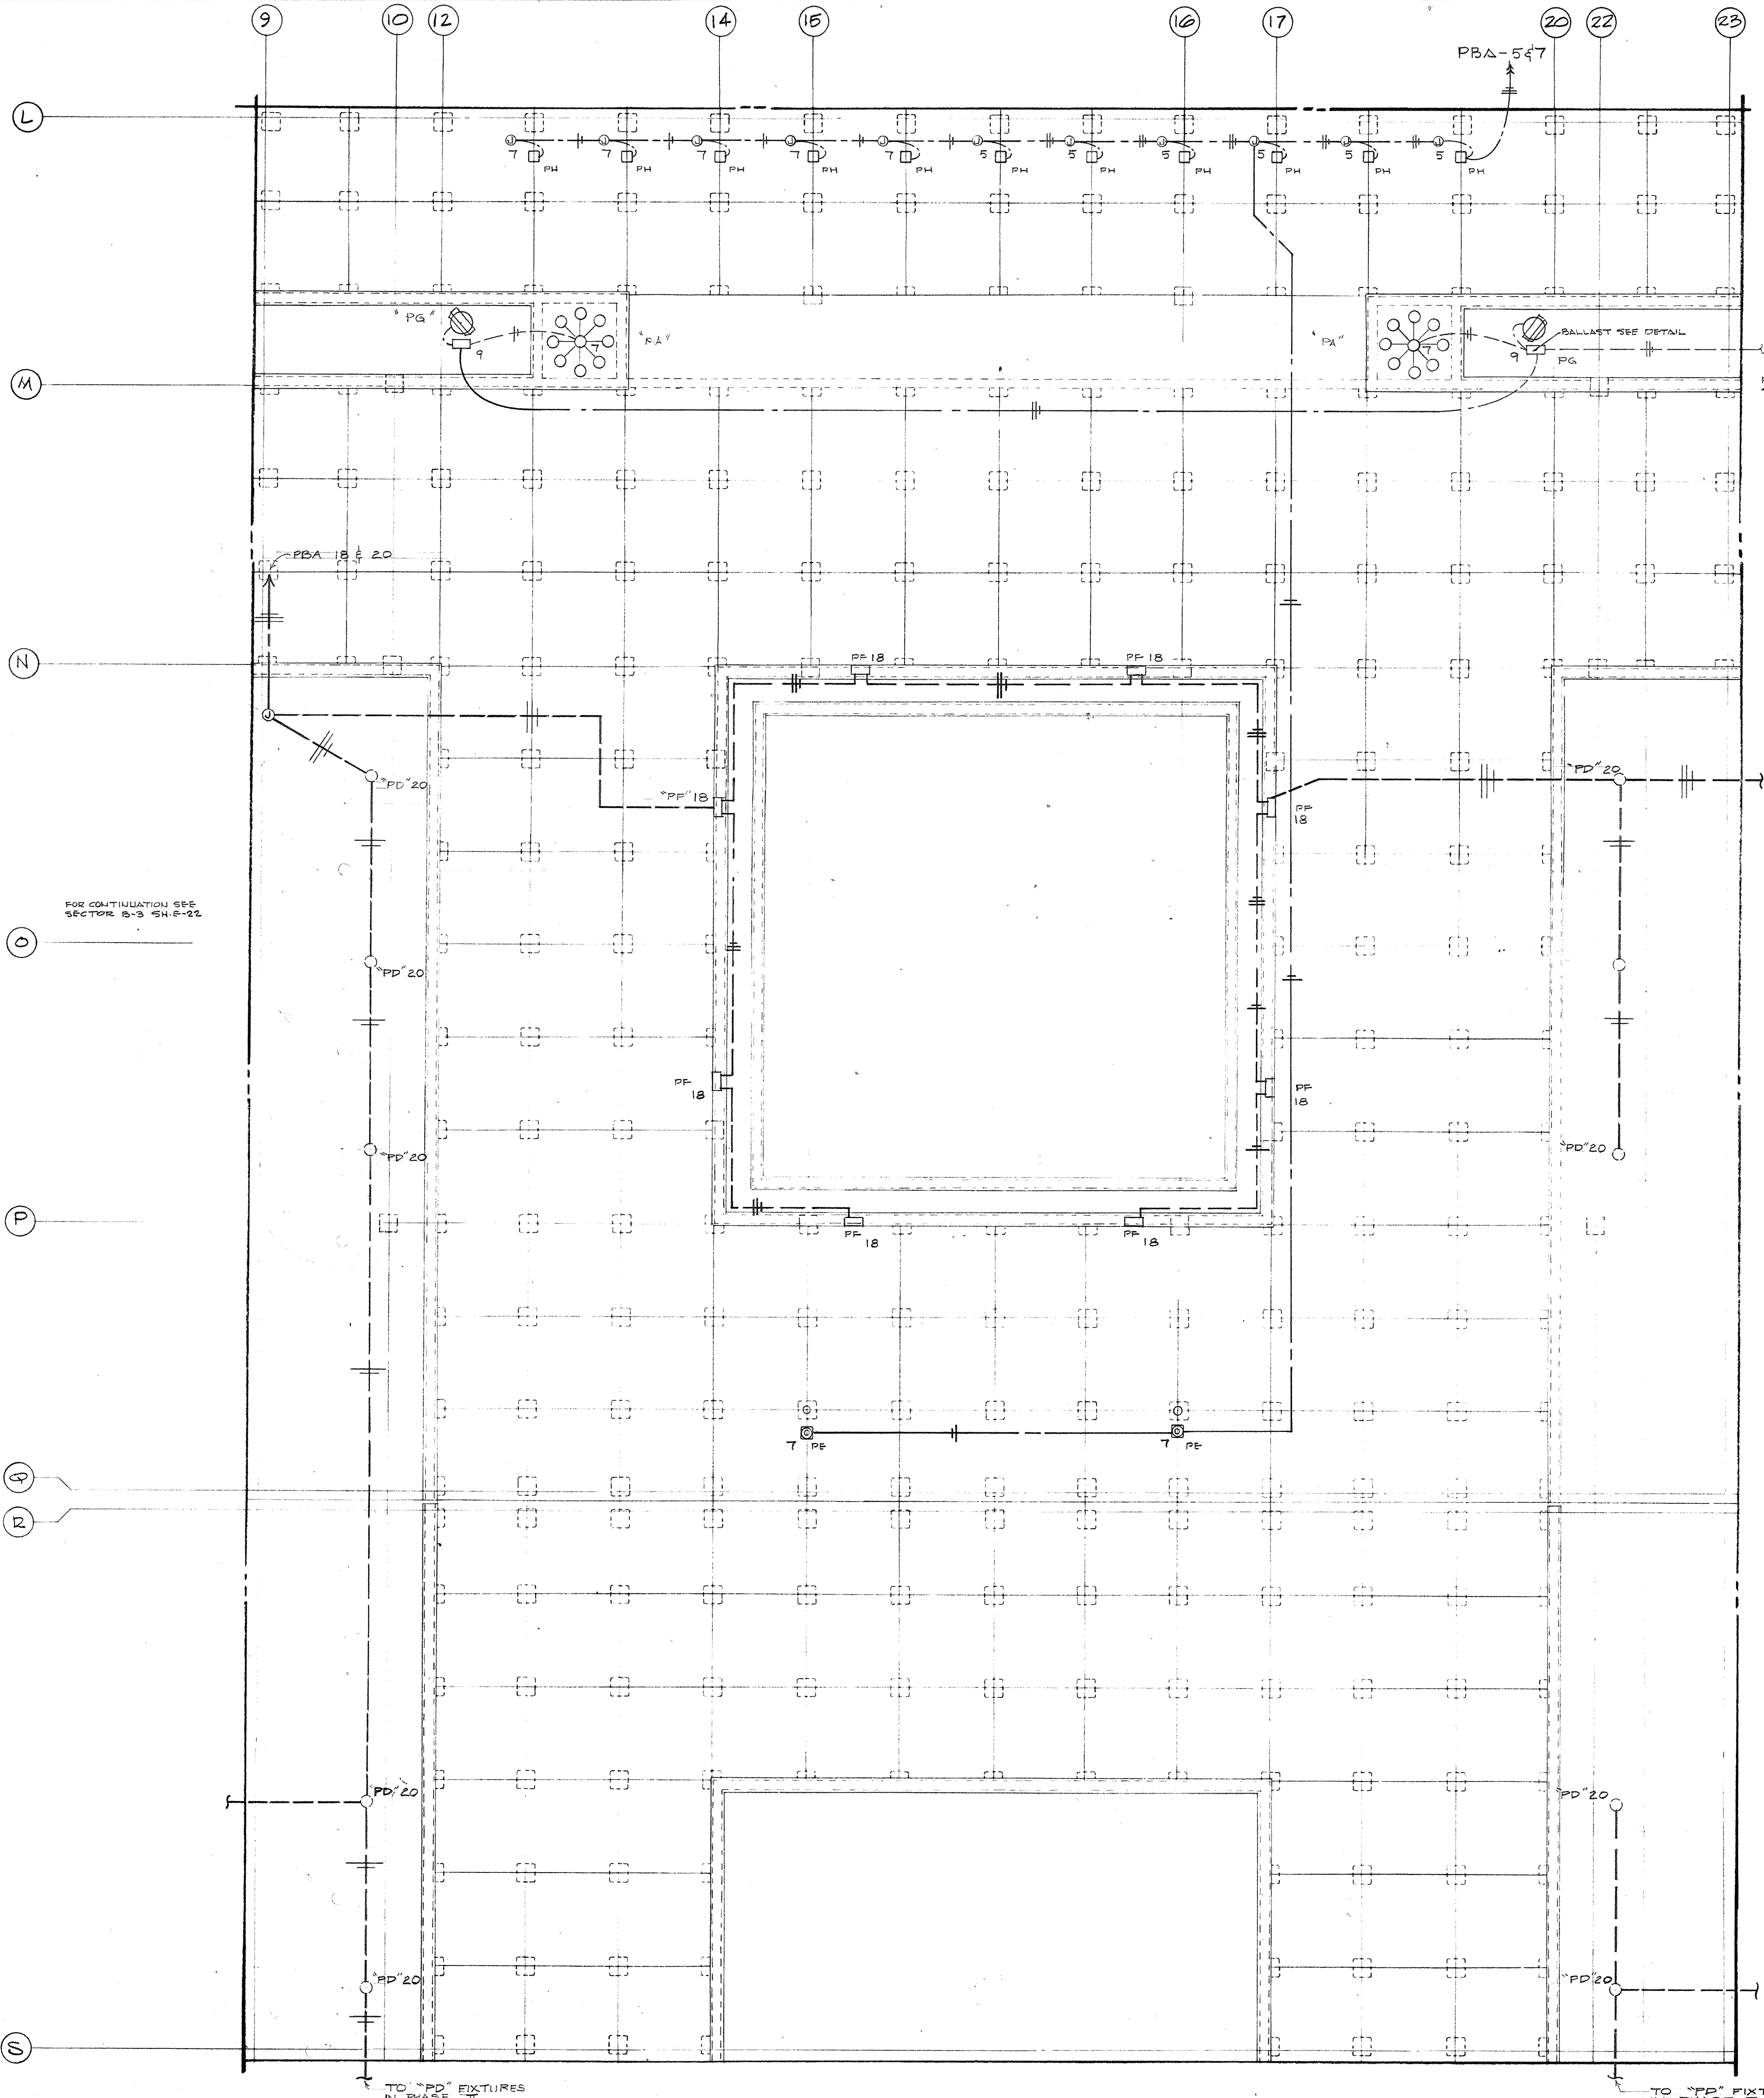 9 10 12 14 15 16 17 20 22 23
PBA-5&7
L
7 7 7 7 7 5 5 5 5 5 5
PH PH PH PH PH PH PH PH PH PH PH
"PG"
9
7
"PA"
"PA"
7
9
BALLAST SEE DETAIL
PG
M
PBA 18 & 20
N
PF 18
PF 18
J
"PD" 20
"PF" 18
PF
18
"PD" 20
FOR CONTINUATION SEE
SECTOR B-3 SH. E-22
O
"PD" 20
PF
18
PF
18
"PD" 20
"PD" 20
P
PF
18
PF
18
7 PE
7 PE
Q
R
"PD" 20
"PD" 20
"PD" 20
"PD" 20
S
TO "PD" FIXTURES
IN PHASE II
TO "PD"